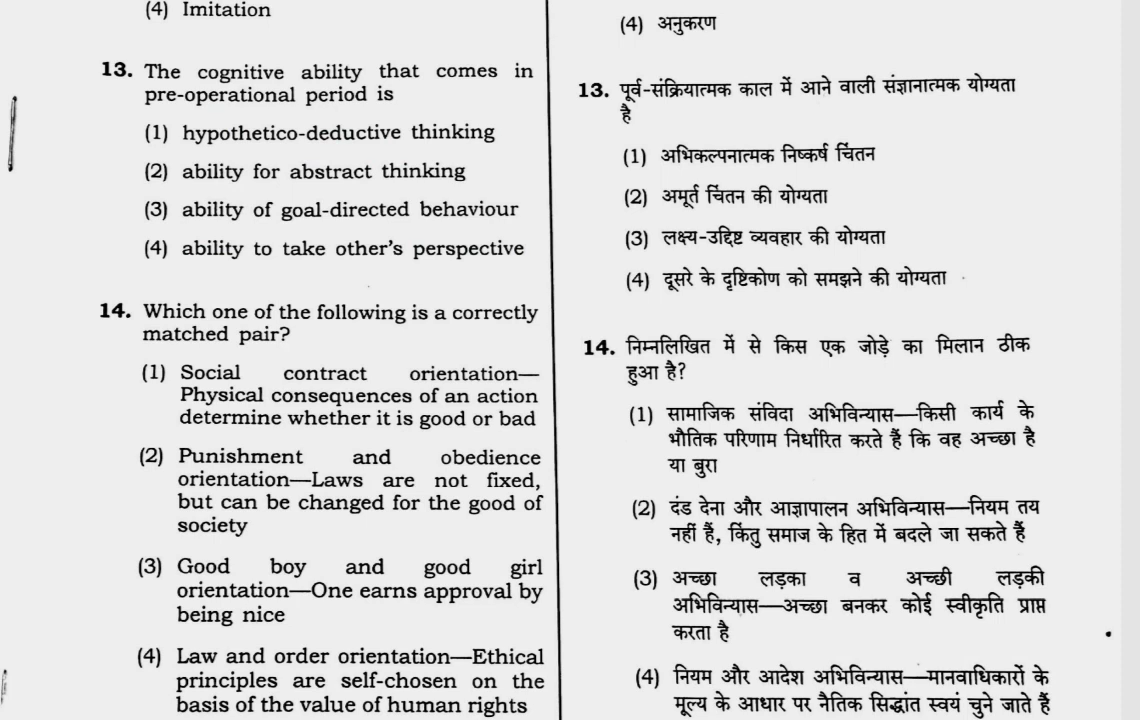 (4) Imitation
13. The cognitive ability that comes in
pre-operational period is
(1) hypothetico-deductive thinking
(2) ability for abstract thinking
(3) ability of goal-directed behaviour
(4) ability to take other's perspective
14. Which one of the following is a correctly
matched pair?
(1) Social contract orientation—
Physical consequences of an action
determine whether it is good or bad
(2) Punishment and obedience
orientation—Laws are not fixed,
but can be changed for the good of
society
(3) Good boy and good girl
orientation—One earns approval by
being nice
(4) Law and order orientation—Ethical
principles are self-chosen on the
basis of the value of human rights
(4) अनुकरण
13. पूर्व-संक्रियात्मक काल में आने वाली संज्ञानात्मक योग्यता
है
(1) अभिकल्पनात्मक निष्कर्ष चिंतन
(2) अमूर्त चिंतन की योग्यता
(3) लक्ष्य-उद्दिष्ट व्यवहार की योग्यता
(4) दूसरे के दृष्टिकोण को समझने की योग्यता
14. निम्नलिखित में से किस एक जोड़े का मिलान ठीक
हुआ है?
(1) सामाजिक संविदा अभिविन्यास—किसी कार्य के
भौतिक परिणाम निर्धारित करते हैं कि वह अच्छा है
या बुरा
(2) दंड देना और आज्ञापालन अभिविन्यास—नियम तय
नहीं हैं, किंतु समाज के हित में बदले जा सकते हैं
(3) अच्छा लड़का व अच्छी लड़की
अभिविन्यास—अच्छा बनकर कोई स्वीकृति प्राप्त
करता है
(4) नियम और आदेश अभिविन्यास—मानवाधिकारों के
मूल्य के आधार पर नैतिक सिद्धांत स्वयं चुने जाते हैं